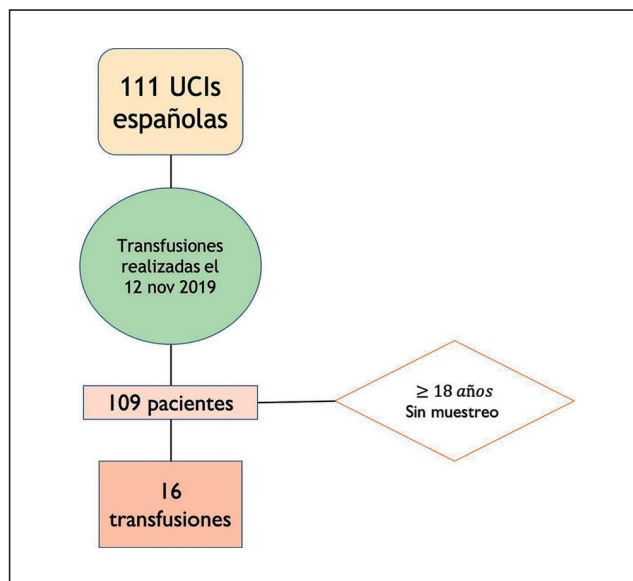 111 UCIs
españolas
Transfusiones
realizadas el
12 nov 2019
109 pacientes
≥ 18 años
Sin muestreo
16
transfusiones